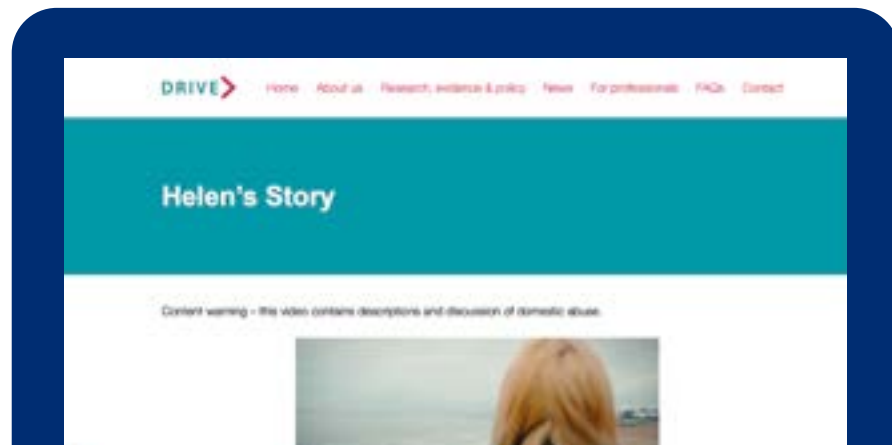 DRIVE
Home About us Research, evidence & policy News For professionals FAQs Contact
Helen's Story
Content warning – this video contains descriptions and discussion of domestic abuse.